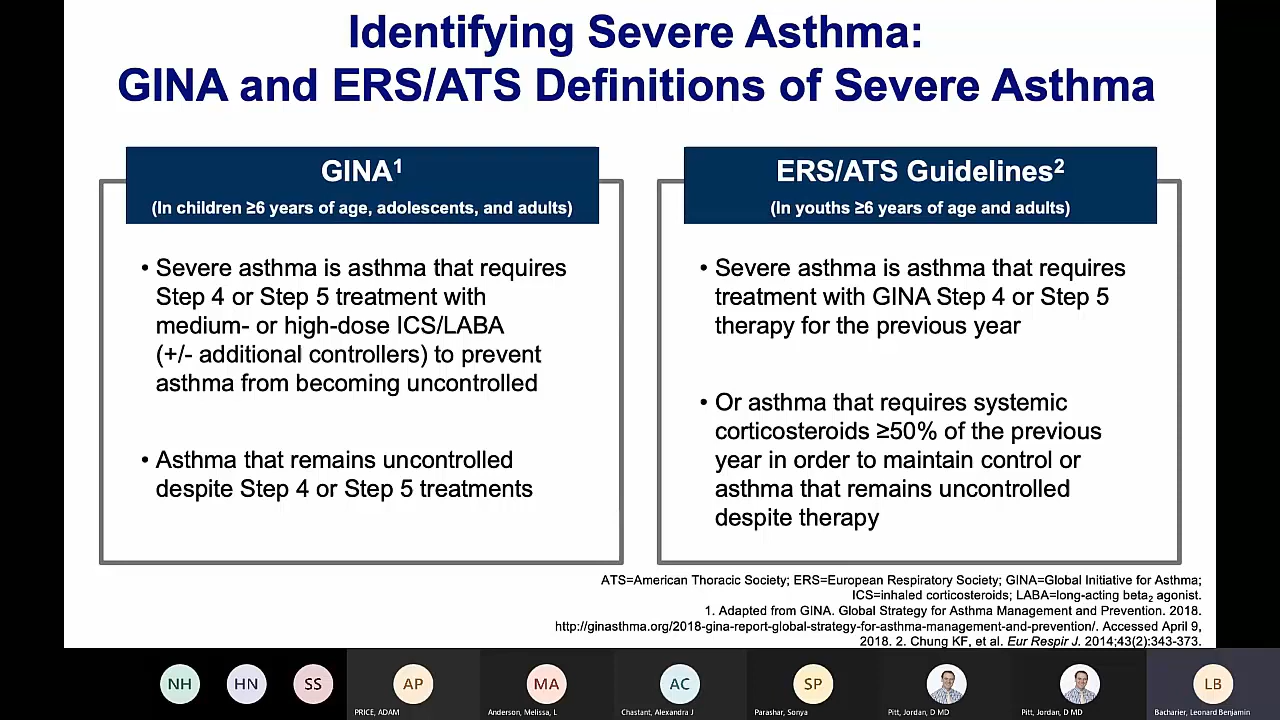 Identifying Severe Asthma:
GINA and ERS/ATS Definitions of Severe Asthma
GINA¹
(In children ≥6 years of age, adolescents, and adults)
• Severe asthma is asthma that requires
Step 4 or Step 5 treatment with
medium- or high-dose ICS/LABA
(+/- additional controllers) to prevent
asthma from becoming uncontrolled
• Asthma that remains uncontrolled
despite Step 4 or Step 5 treatments
ERS/ATS Guidelines²
(In youths ≥6 years of age and adults)
• Severe asthma is asthma that requires
treatment with GINA Step 4 or Step 5
therapy for the previous year
• Or asthma that requires systemic
corticosteroids ≥50% of the previous
year in order to maintain control or
asthma that remains uncontrolled
despite therapy
ATS=American Thoracic Society; ERS=European Respiratory Society; GINA=Global Initiative for Asthma;
ICS=inhaled corticosteroids; LABA=long-acting beta₂ agonist.
1. Adapted from GINA. Global Strategy for Asthma Management and Prevention. 2018.
http://ginasthma.org/2018-gina-report-global-strategy-for-asthma-management-and-prevention/. Accessed April 9,
2018. 2. Chung KF, et al. Eur Respir J. 2014;43(2):343-373.
NH
HN
SS
AP
PRICE, ADAM
MA
Anderson, Melissa, L
AC
Chastant, Alexandra J
SP
Parashar, Sonya
Pitt, Jordan, D MD
Pitt, Jordan, D MD
LB
Bacharier, Leonard Benjamin